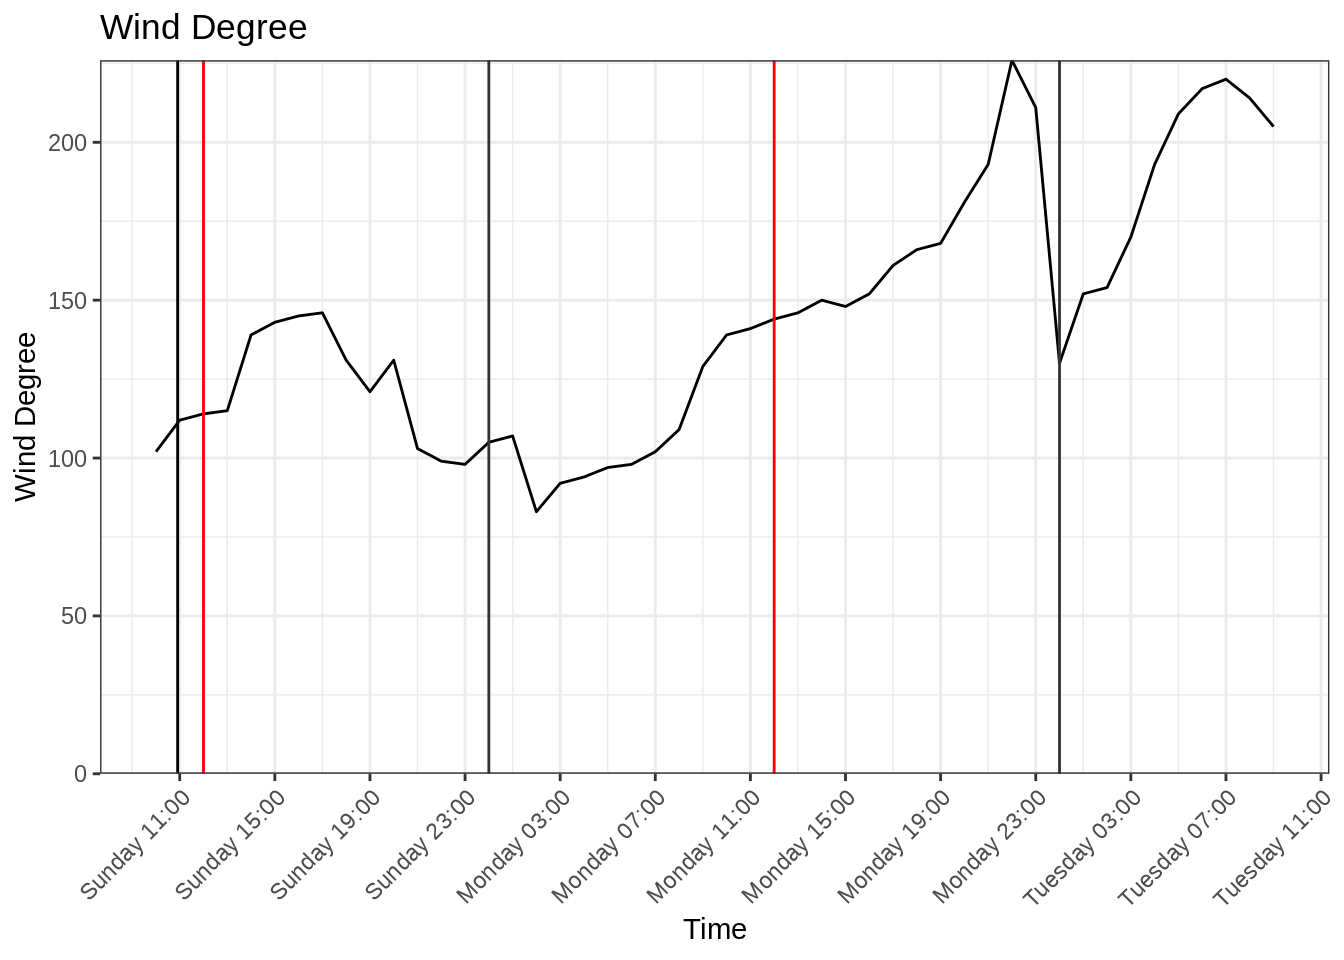 Wind Degree
Wind Degree
200
150
100
50
0
Sunday 11:00
Sunday 15:00
Sunday 19:00
Sunday 23:00
Monday 03:00
Monday 07:00
Monday 11:00
Monday 15:00
Monday 19:00
Monday 23:00
Tuesday 03:00
Tuesday 07:00
Tuesday 11:00
Time